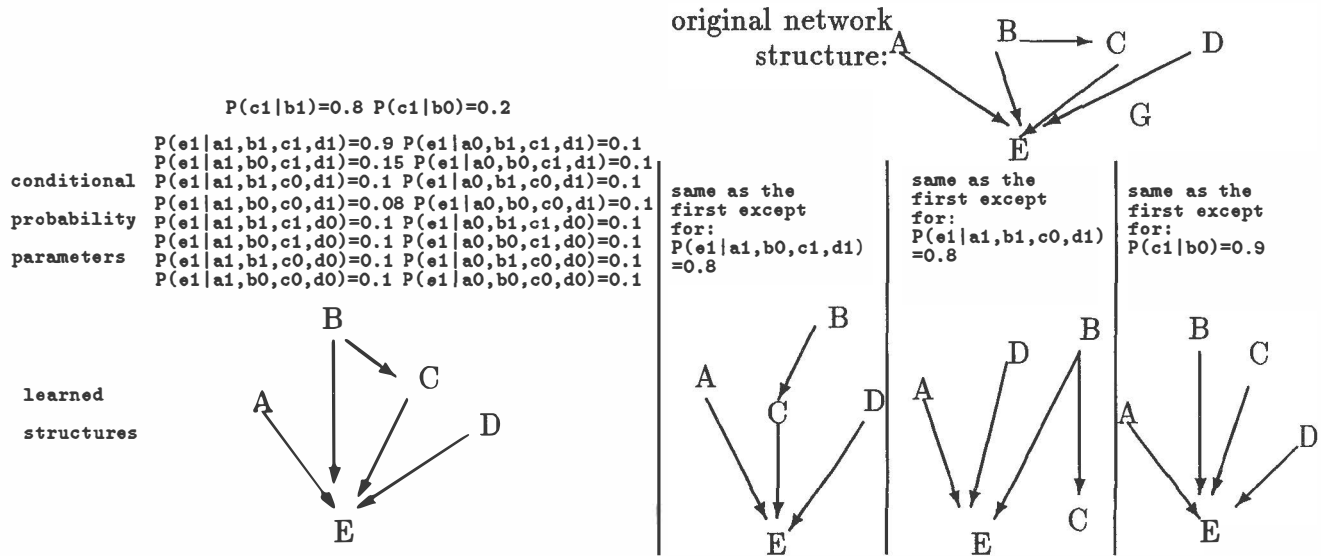 original network
structure:
A
B
C
D
G
E
P(c1|b1)=0.8 P(c1|b0)=0.2
P(e1|a1,b1,c1,d1)=0.9 P(e1|a0,b1,c1,d1)=0.1
P(e1|a1,b0,c1,d1)=0.15 P(e1|a0,b0,c1,d1)=0.1
P(e1|a1,b1,c0,d1)=0.1 P(e1|a0,b1,c0,d1)=0.1
P(e1|a1,b0,c0,d1)=0.08 P(e1|a0,b0,c0,d1)=0.1
P(e1|a1,b1,c1,d0)=0.1 P(e1|a0,b1,c1,d0)=0.1
P(e1|a1,b0,c1,d0)=0.1 P(e1|a0,b0,c1,d0)=0.1
P(e1|a1,b1,c0,d0)=0.1 P(e1|a0,b1,c0,d0)=0.1
P(e1|a1,b0,c0,d0)=0.1 P(e1|a0,b0,c0,d0)=0.1
conditional
probability
parameters
same as the
first except
for:
P(e1|a1,b0,c1,d1)
=0.8
same as the
first except
for:
P(e1|a1,b1,c0,d1)
=0.8
same as the
first except
for:
P(c1|b0)=0.9
learned
structures
B
C
A
D
E
B
A
C
D
E
B
D
A
C
E
B
C
A
D
E